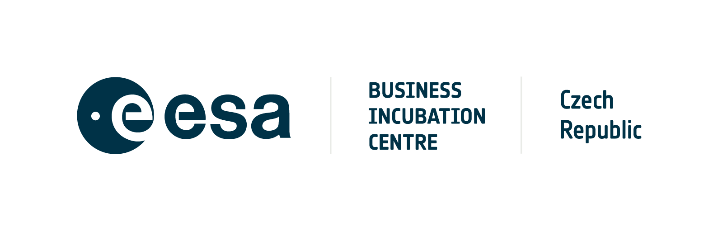 esa
BUSINESS
INCUBATION
CENTRE
Czech
Republic